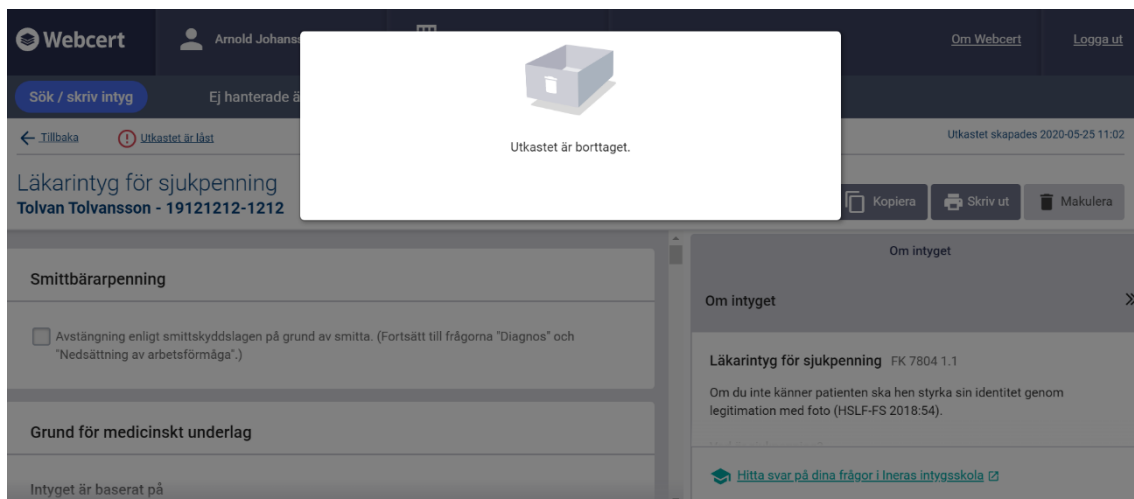 Webcert
Arnold Johanss
Om Webcert
Logga ut
Sök / skriv intyg
Ej hanterade ä
Tillbaka
Utkastet är låst
Utkastet skapades 2020-05-25 11:02
Utkastet är borttaget.
Läkarintyg för sjukpenning
Tolvan Tolvansson - 19121212-1212
Kopiera
Skriv ut
Makulera
Smittbärarpenning
Avstängning enligt smittskyddslagen på grund av smitta. (Fortsätt till frågorna "Diagnos" och
"Nedsättning av arbetsförmåga".)
Grund för medicinskt underlag
Intyget är baserat på
Om intyget
Om intyget
Läkarintyg för sjukpenning FK 7804 1.1
Om du inte känner patienten ska hen styrka sin identitet genom
legitimation med foto (HSLF-FS 2018:54).
Hitta svar på dina frågor i Ineras intygsskola